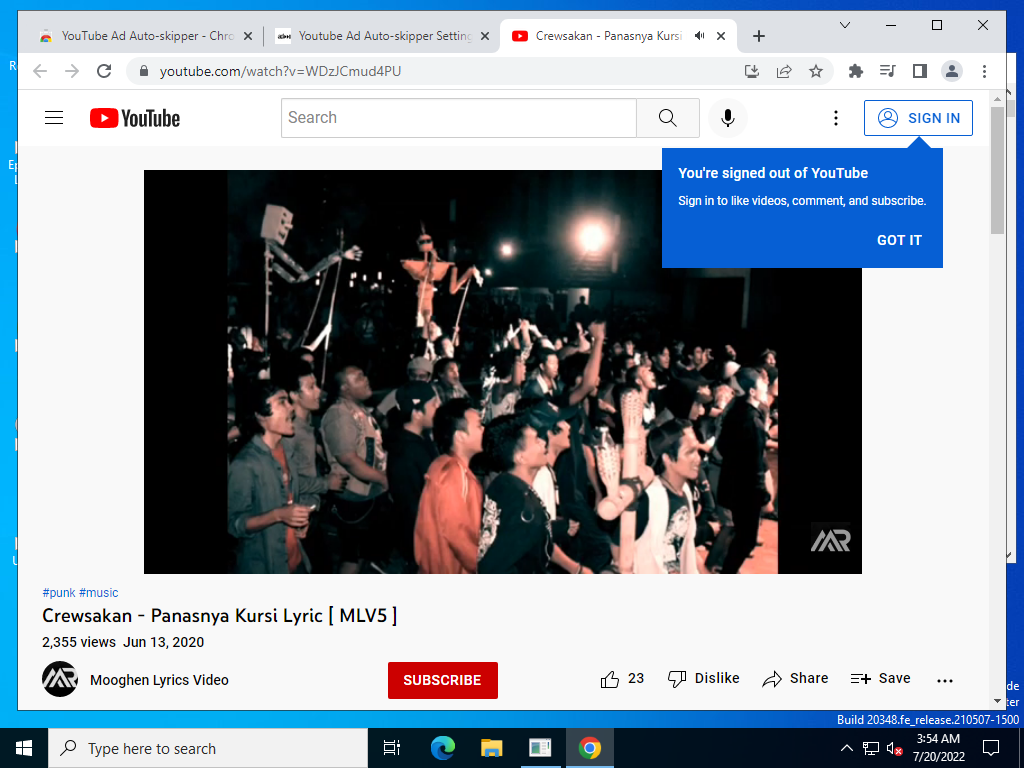 YouTube Ad Auto-skipper - Chro
Youtube Ad Auto-skipper Setting
Crewsakan - Panasnya Kursi
youtube.com/watch?v=WDzJCmud4PU
YouTube
Search
SIGN IN
You're signed out of YouTube
Sign in to like videos, comment, and subscribe.
GOT IT
#punk #music
Crewsakan - Panasnya Kursi Lyric [ MLV5 ]
2,355 views Jun 13, 2020
Mooghen Lyrics Video
SUBSCRIBE
23
Dislike
Share
Save
Build 20348.fe_release.210507-1500
Type here to search
3:54 AM
7/20/2022